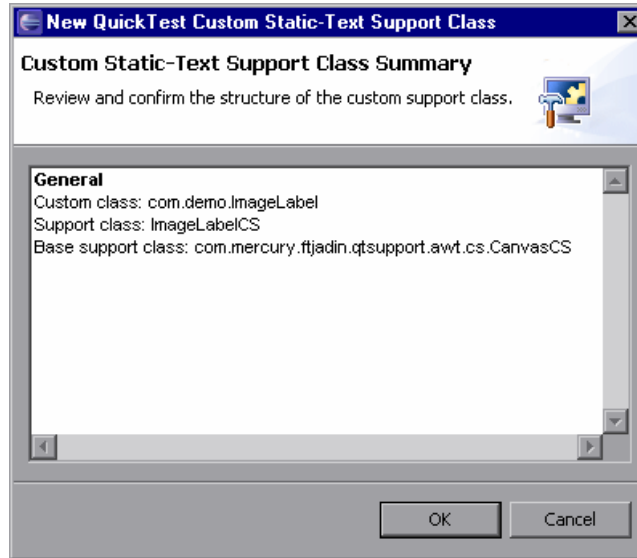 New QuickTest Custom Static-Text Support Class
Custom Static-Text Support Class Summary
Review and confirm the structure of the custom support class.
General
Custom class: com.demo.ImageLabel
Support class: ImageLabelCS
Base support class: com.mercury.ftjadin.qtsupport.awt.cs.CanvasCS
OK
Cancel